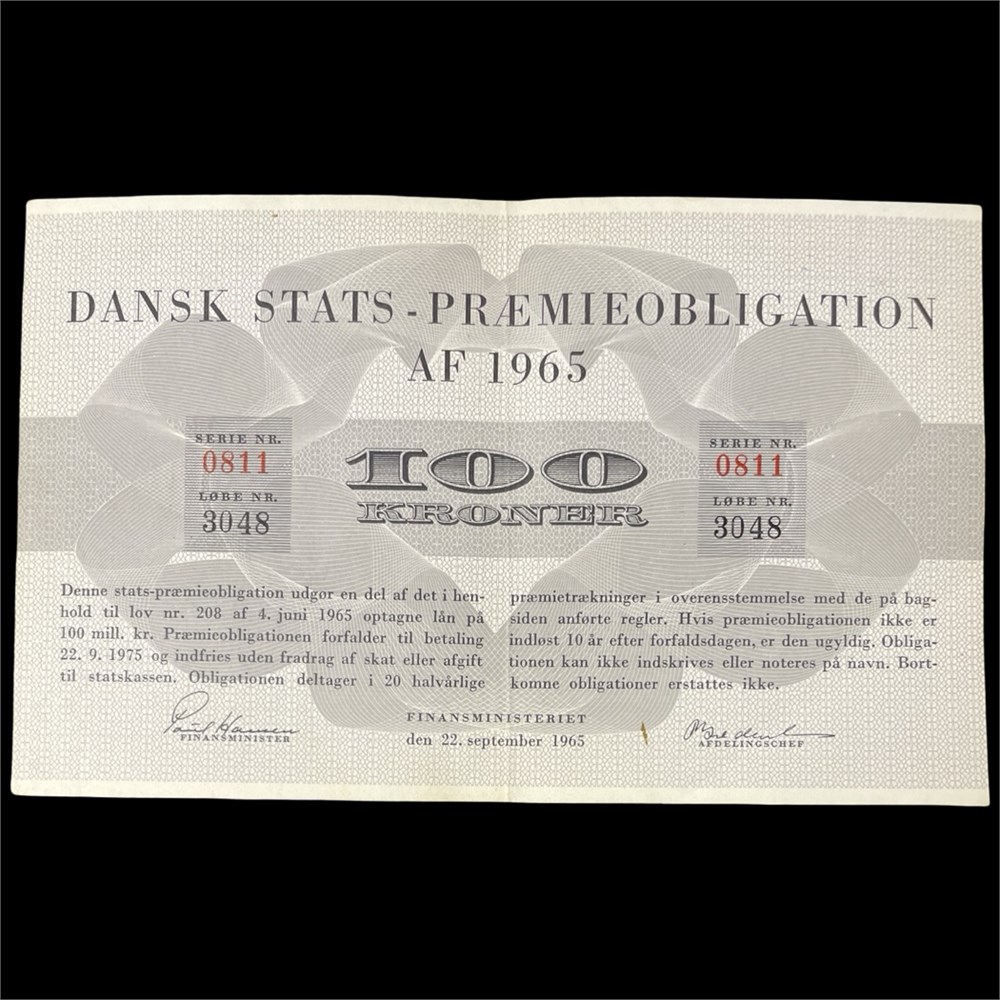 DANSK STATS-PRÆMIEOBLIGATION
AF 1965
SERIE NR.
0811
LØBE NR.
3048
100
KRONER
SERIE NR.
0811
LØBE NR.
3048
Denne stats-præmieobligation udgør en del af det i hen-
hold til lov nr. 208 af 4. juni 1965 optagne lån på
100 mill. kr. Præmieobligationen forfalder til betaling
22. 9. 1975 og indfries uden fradrag af skat eller afgift
til statskassen. Obligationen deltager i 20 halvårlige
præmietrækninger i overensstemmelse med de på bag-
siden anførte regler. Hvis præmieobligationen ikke er
indløst 10 år efter forfaldsdagen, er den ugyldig. Obliga-
tionen kan ikke indskrives eller noteres på navn. Bort-
komne obligationer erstattes ikke.
Poul Hansen
FINANSMINISTER
FINANSMINISTERIET
den 22. september 1965
AFDELINGSCHEF